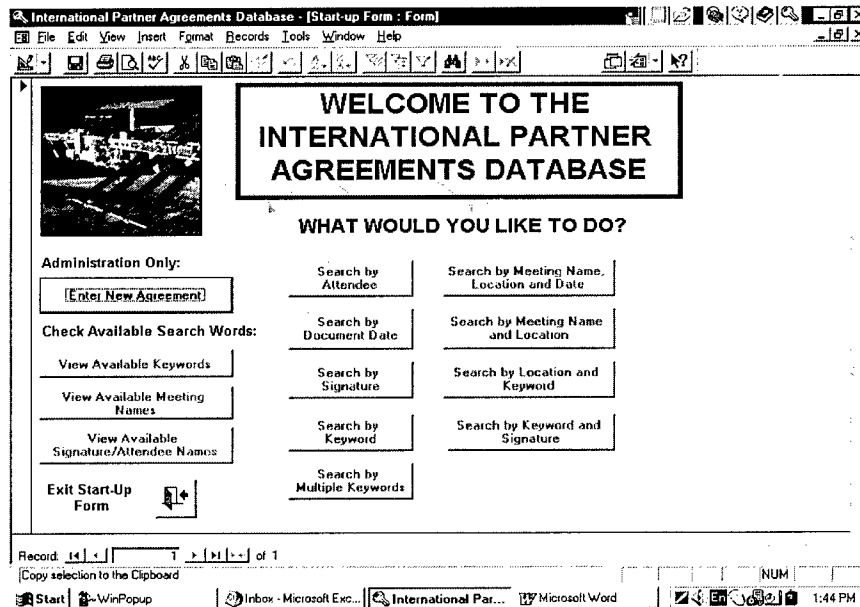 International Partner Agreements Database - [Start-up Form : Form]
File Edit View Insert Format Records Tools Window Help
WELCOME TO THE
INTERNATIONAL PARTNER
AGREEMENTS DATABASE
WHAT WOULD YOU LIKE TO DO?
Administration Only:
Enter New Agreement
Check Available Search Words:
View Available Keywords
View Available Meeting
Names
View Available
Signature/Attendee Names
Exit Start-Up
Form
Search by
Attendee
Search by
Document Date
Search by
Signature
Search by
Keyword
Search by
Multiple Keywords
Search by Meeting Name,
Location and Date
Search by Meeting Name
and Location
Search by Location and
Keyword
Search by Keyword and
Signature
Record: 1 of 1
Copy selection to the Clipboard NUM
Start WinPopup Inbox - Microsoft Exc... International Par... Microsoft Word En 1:44 PM